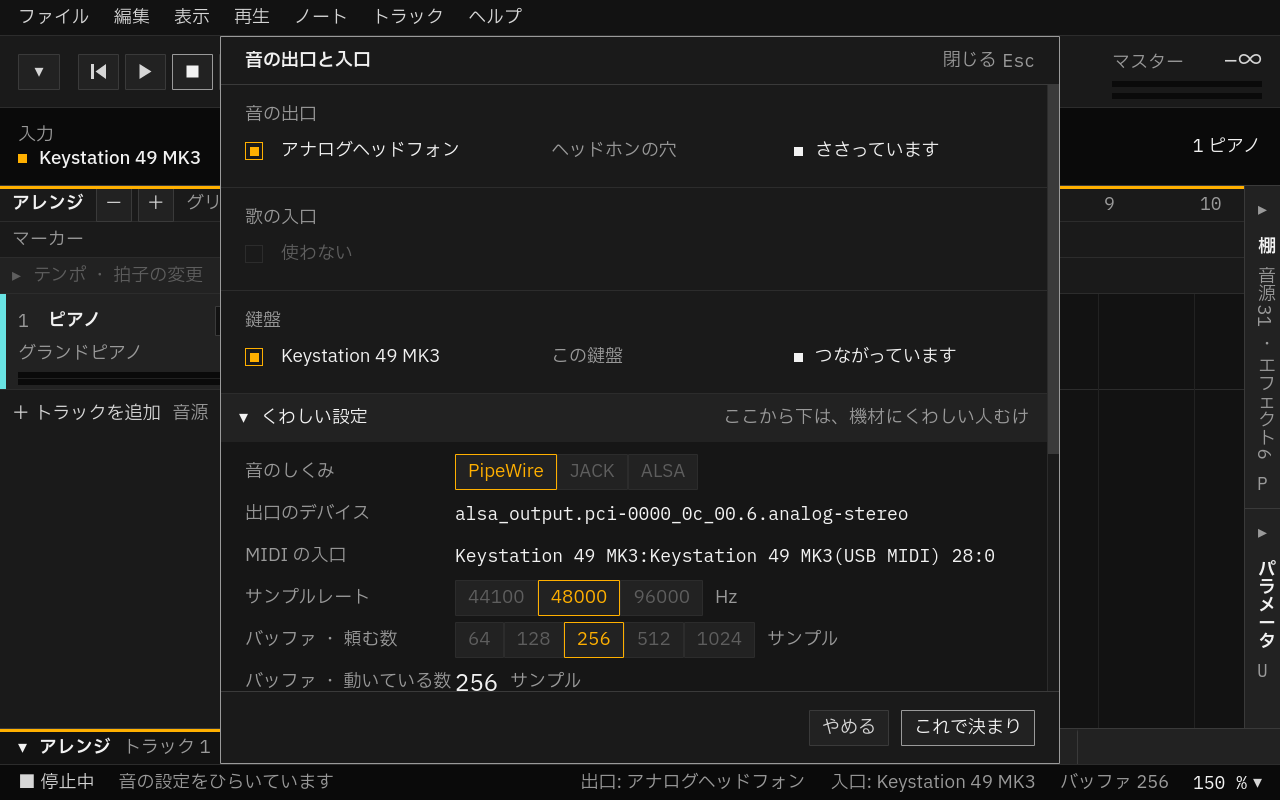 ファイル 編集 表示 再生 ノート トラック ヘルプ
音の出口と入口 閉じる Esc
マスター −∞
入力
Keystation 49 MK3
1 ピアノ
アレンジ − + グリ
9 10
マーカー
テンポ · 拍子の変更
1 ピアノ
グランドピアノ
+ トラックを追加 音源
音の出口
アナログヘッドフォン ヘッドホンの穴 ささっています
歌の入口
使わない
鍵盤
Keystation 49 MK3 この鍵盤 つながっています
くわしい設定 ここから下は、機材にくわしい人むけ
音のしくみ PipeWire JACK ALSA
出口のデバイス alsa_output.pci-0000_0c_00.6.analog-stereo
MIDI の入口 Keystation 49 MK3:Keystation 49 MK3(USB MIDI) 28:0
サンプルレート 44100 48000 96000 Hz
バッファ · 頼む数 64 128 256 512 1024 サンプル
バッファ · 動いている数 256 サンプル
やめる これで決まり
棚 音源31 · エフェクト6 P
パラメータ U
アレンジ トラック 1
停止中 音の設定をひらいています 出口: アナログヘッドフォン 入口: Keystation 49 MK3 バッファ 256 150 %